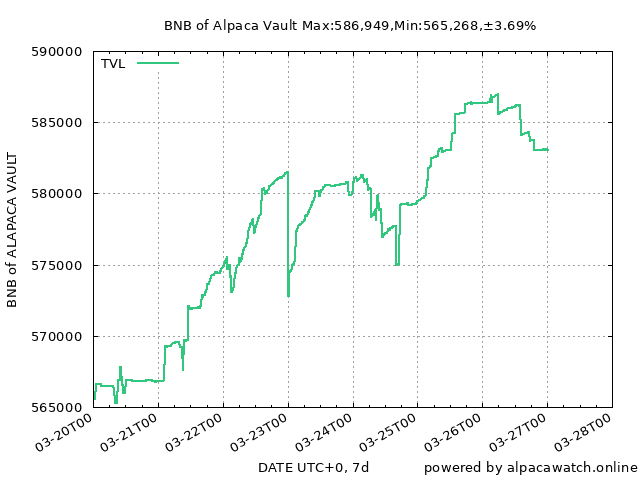 BNB of Alpaca Vault Max:586,949,Min:565,268,±3.69%
TVL
590000
585000
580000
575000
570000
565000
BNB of ALAPACA VAULT
03-20T00
03-21T00
03-22T00
03-23T00
03-24T00
03-25T00
03-26T00
03-27T00
03-28T00
DATE UTC+0, 7d
powered by alpacawatch.online